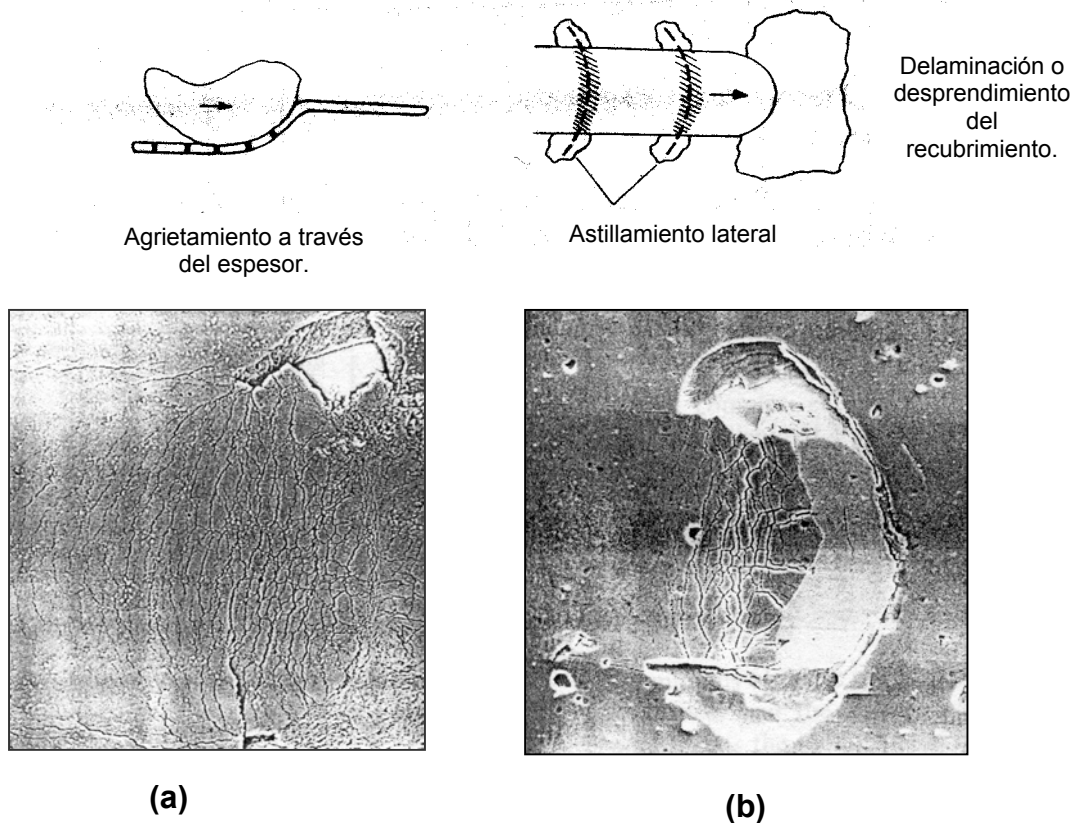 Delaminación o
desprendimiento
del
recubrimiento.
Agrietamiento a través
del espesor.
Astillamiento lateral
(a)
(b)